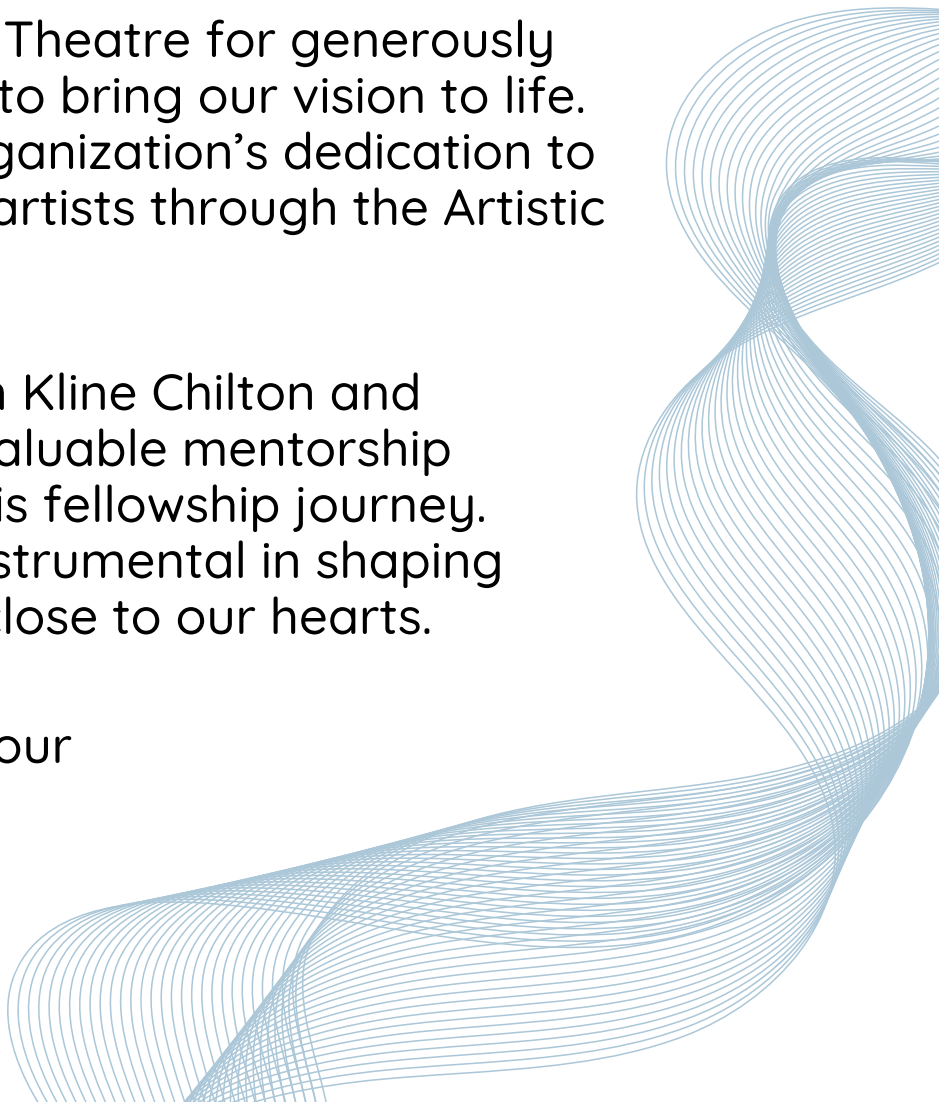 Theatre for generously
to bring our vision to life.
ganization’s dedication to
artists through the Artistic
Kline Chilton and
aluable mentorship
is fellowship journey.
strumental in shaping
lose to our hearts.
our